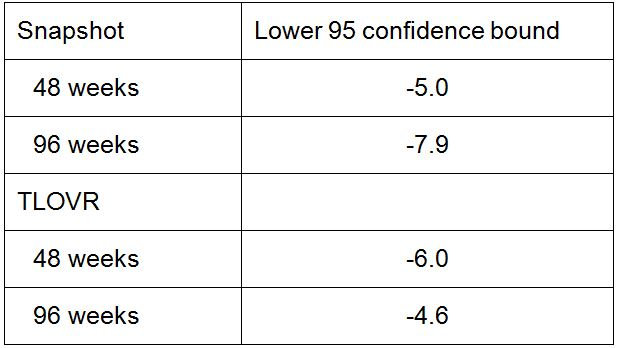 Snapshot Lower 95 confidence bound
48 weeks -5.0
96 weeks -7.9
TLOVR
48 weeks -6.0
96 weeks -4.6